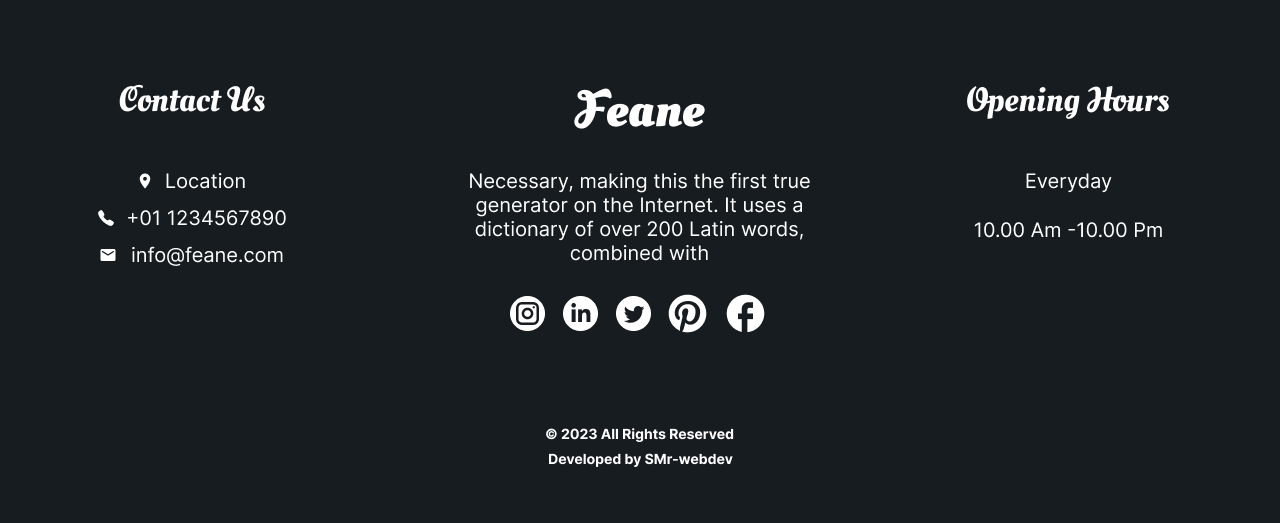 Contact Us
Location
+01 1234567890
info@feane.com
Feane
Necessary, making this the first true
generator on the Internet. It uses a
dictionary of over 200 Latin words,
combined with
Opening Hours
Everyday
10.00 Am -10.00 Pm
© 2023 All Rights Reserved
Developed by SMr-webdev